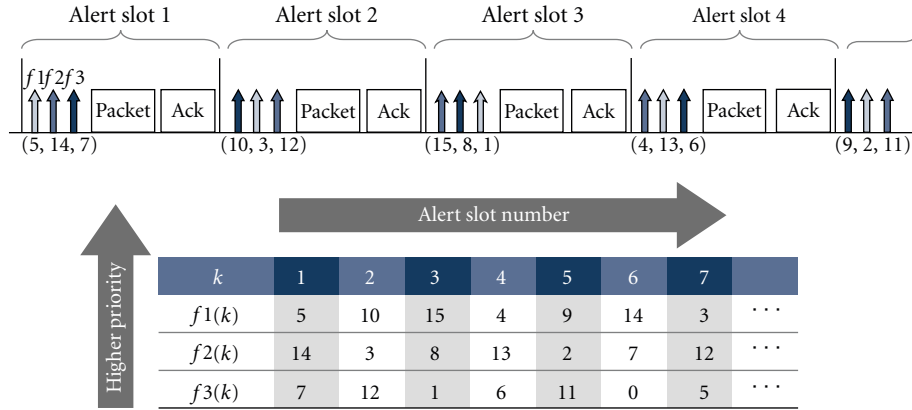 Alert slot 1 Alert slot 2 Alert slot 3 Alert slot 4
f1 f2 f3
Packet Ack Packet Ack Packet Ack Packet Ack
(5, 14, 7) (10, 3, 12) (15, 8, 1) (4, 13, 6) (9, 2, 11)
Alert slot number
Higher priority
k 1 2 3 4 5 6 7
f1(k) 5 10 15 4 9 14 3 ···
f2(k) 14 3 8 13 2 7 12 ···
f3(k) 7 12 1 6 11 0 5 ···